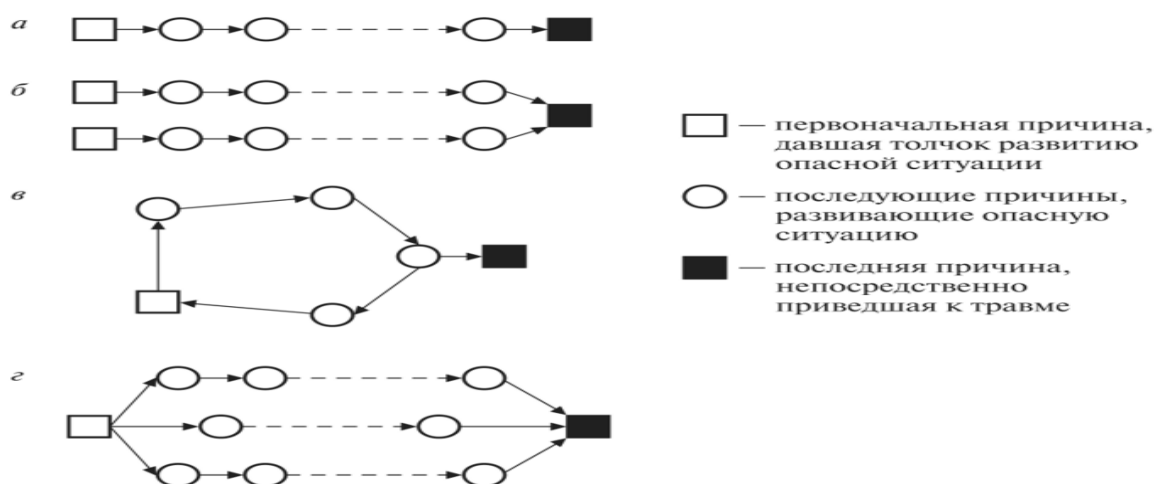 а
б
— первоначальная причина,
давшая толчок развитию
опасной ситуации
в
— последующие причины,
развивающие опасную
ситуацию
— последняя причина,
непосредственно
приведшая к травме
г